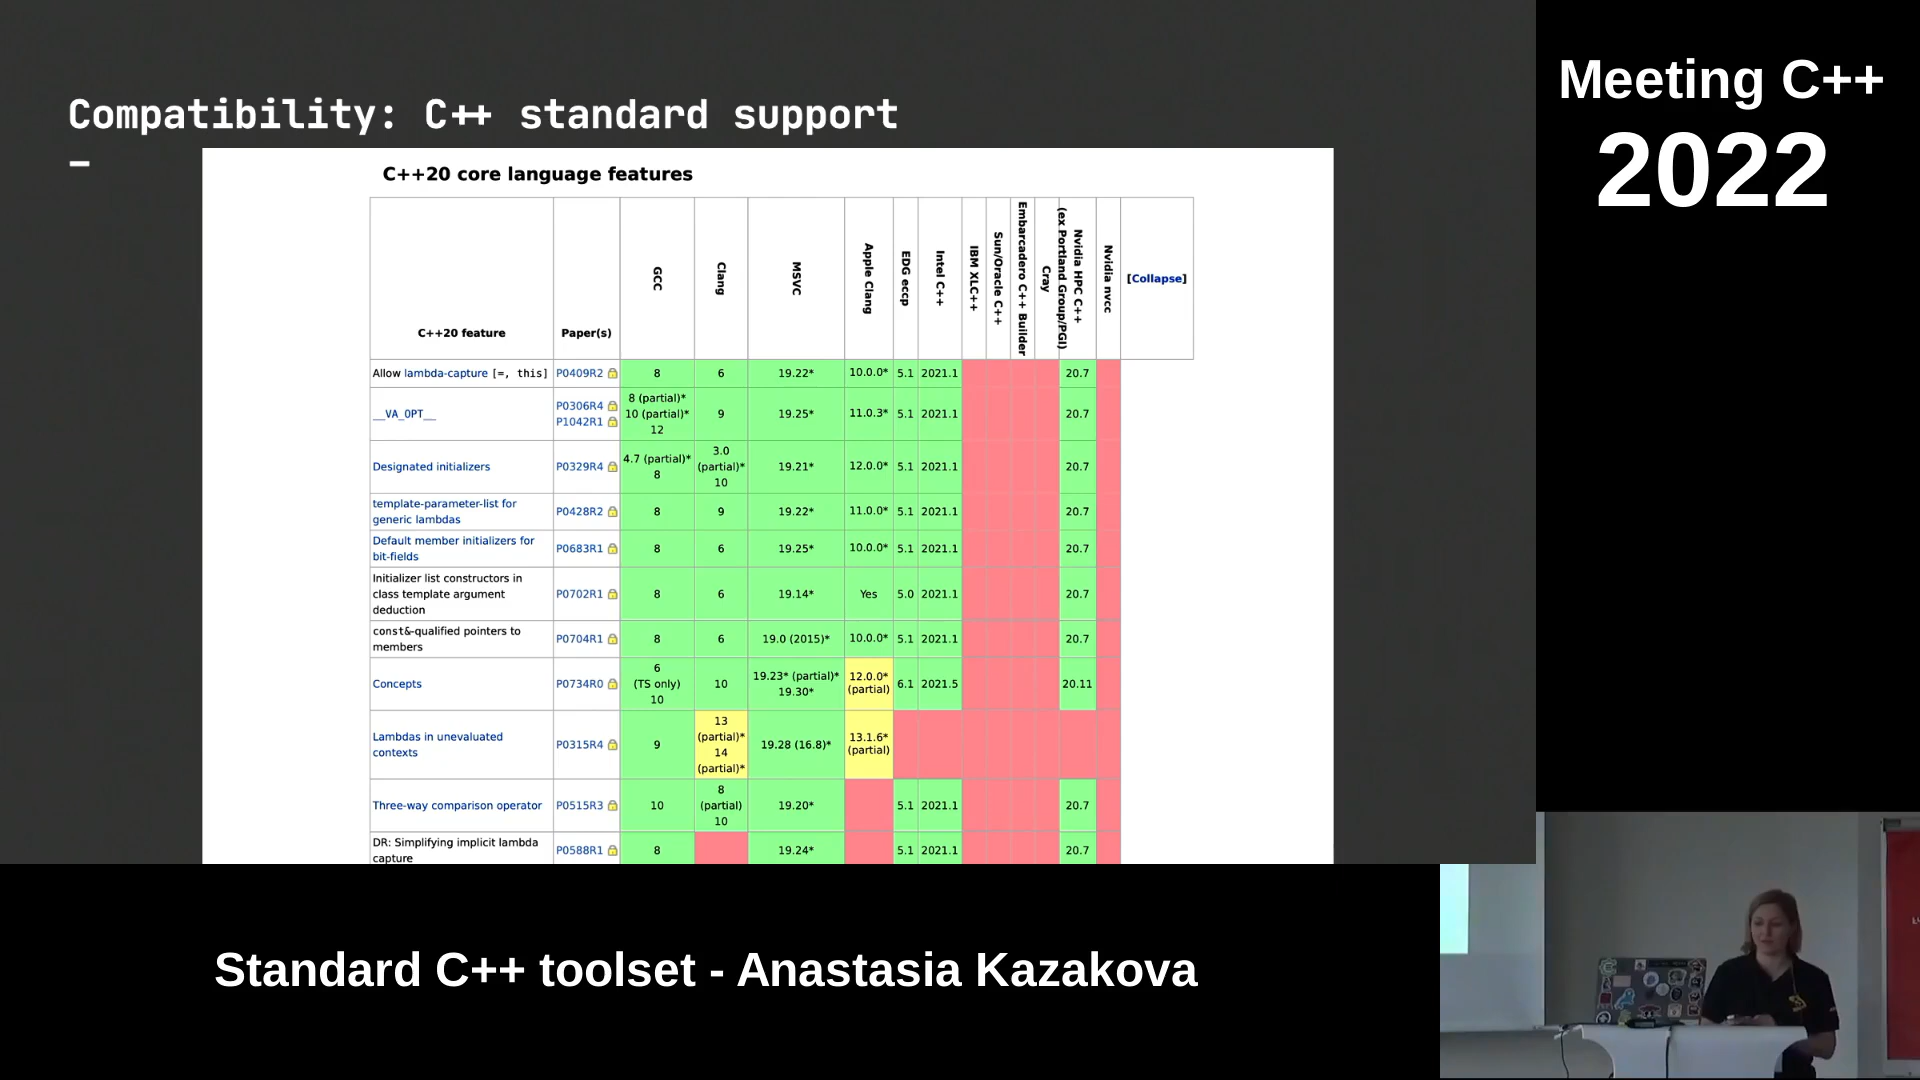 Compatibility: C++ standard support
–
C++20 core language features
C++20 feature
Paper(s)
GCC
Clang
MSVC
Apple Clang
EDG eccp
Intel C++
IBM XLC++
Sun/Oracle C++
Embarcadero C++ Builder
Cray
Nvidia HPC C++
(ex Portland Group/PGI)
Nvidia nvcc
[Collapse]
Allow lambda-capture [=, this] P0409R2 8 6 19.22* 10.0.0* 5.1 2021.1 20.7
__VA_OPT__
P0306R4
P1042R1
8 (partial)*
10 (partial)*
12
9 19.25* 11.0.3* 5.1 2021.1 20.7
Designated initializers P0329R4
4.7 (partial)*
8
3.0
(partial)*
10
19.21* 12.0.0* 5.1 2021.1 20.7
template-parameter-list for
generic lambdas
P0428R2 8 9 19.22* 11.0.0* 5.1 2021.1 20.7
Default member initializers for
bit-fields
P0683R1 8 6 19.25* 10.0.0* 5.1 2021.1 20.7
Initializer list constructors in
class template argument
deduction
P0702R1 8 6 19.14* Yes 5.0 2021.1 20.7
const&-qualified pointers to
members
P0704R1 8 6 19.0 (2015)* 10.0.0* 5.1 2021.1 20.7
Concepts P0734R0
6
(TS only)
10
10
19.23* (partial)*
19.30*
12.0.0*
(partial)
6.1 2021.5 20.11
Lambdas in unevaluated
contexts
P0315R4 9
13
(partial)*
14
(partial)*
19.28 (16.8)*
13.1.6*
(partial)
Three-way comparison operator P0515R3 10
8
(partial)
10
19.20* 5.1 2021.1 20.7
DR: Simplifying implicit lambda
capture
P0588R1 8 19.24* 5.1 2021.1 20.7
Meeting C++
2022
Standard C++ toolset - Anastasia Kazakova